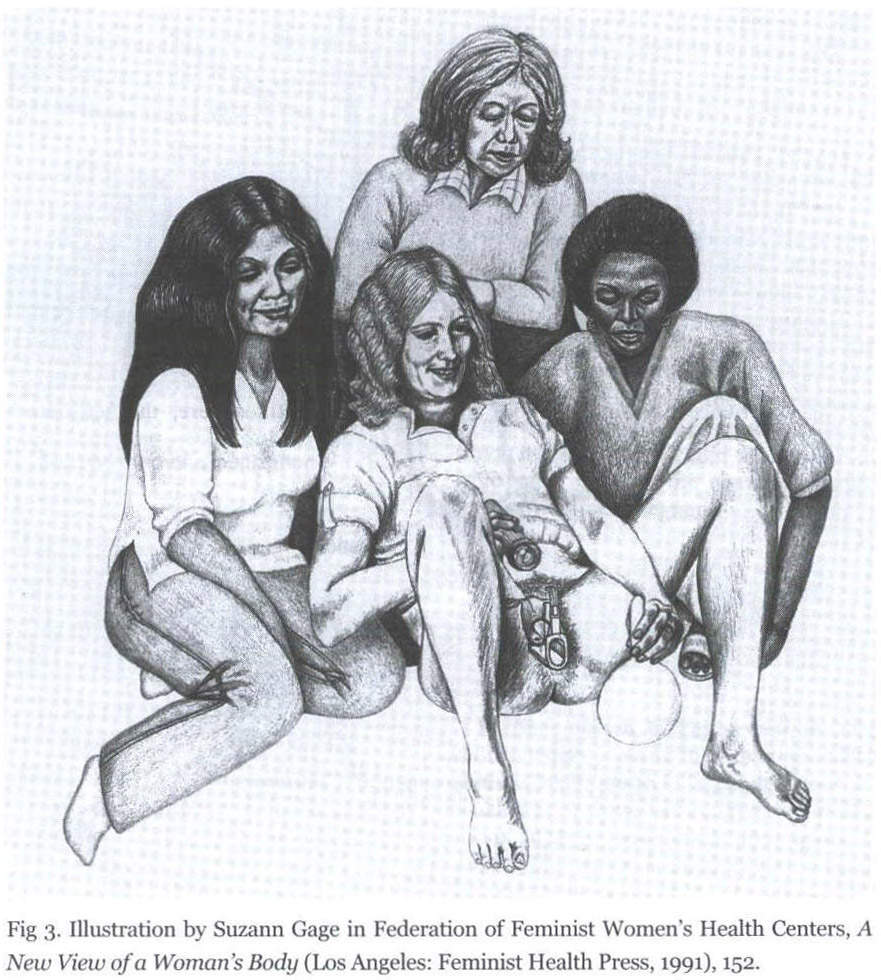 Fig 3. Illustration by Suzann Gage in Federation of Feminist Women's Health Centers, A
New View of a Woman's Body (Los Angeles: Feminist Health Press, 1991), 152.